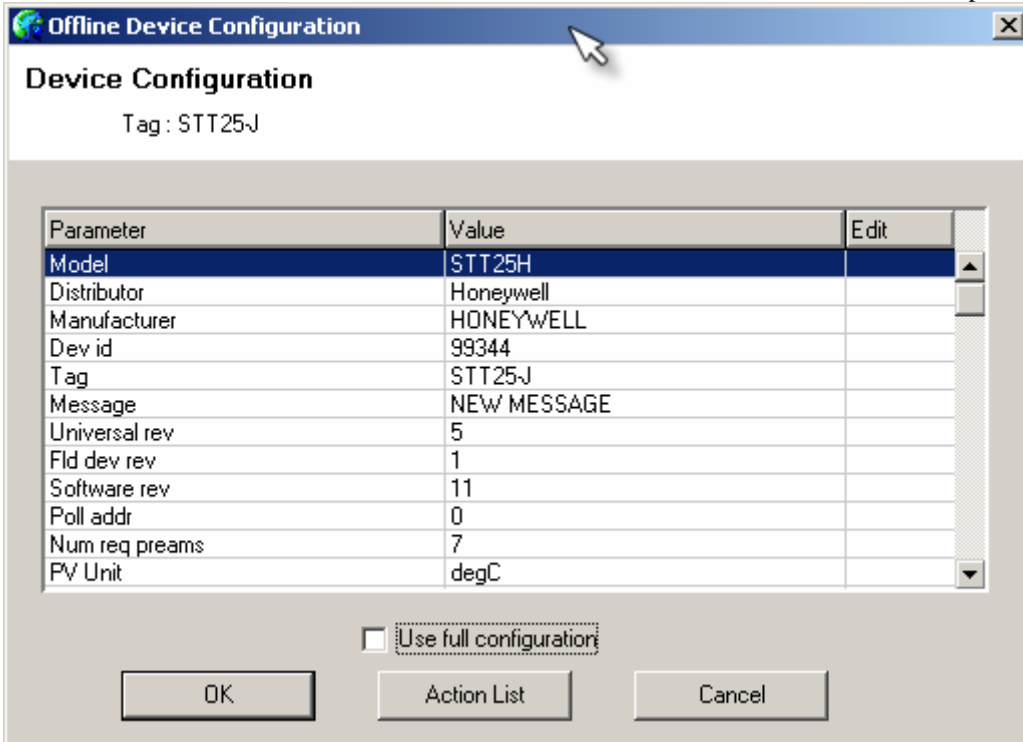 Offline Device Configuration
Device Configuration
Tag : STT25-J
Parameter Value Edit
Model STT25H
Distributor Honeywell
Manufacturer HONEYWELL
Dev id 99344
Tag STT25-J
Message NEW MESSAGE
Universal rev 5
Fld dev rev 1
Software rev 11
Poll addr 0
Num req preams 7
PV Unit degC
Use full configuration
OK Action List Cancel